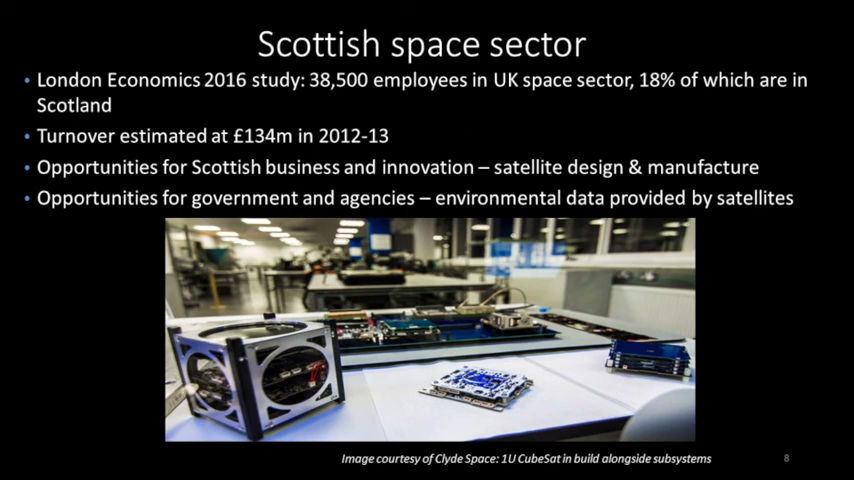 Scottish space sector
• London Economics 2016 study: 38,500 employees in UK space sector, 18% of which are in
Scotland
• Turnover estimated at £134m in 2012-13
• Opportunities for Scottish business and innovation – satellite design & manufacture
• Opportunities for government and agencies – environmental data provided by satellites
Image courtesy of Clyde Space: 1U CubeSat in build alongside subsystems
8